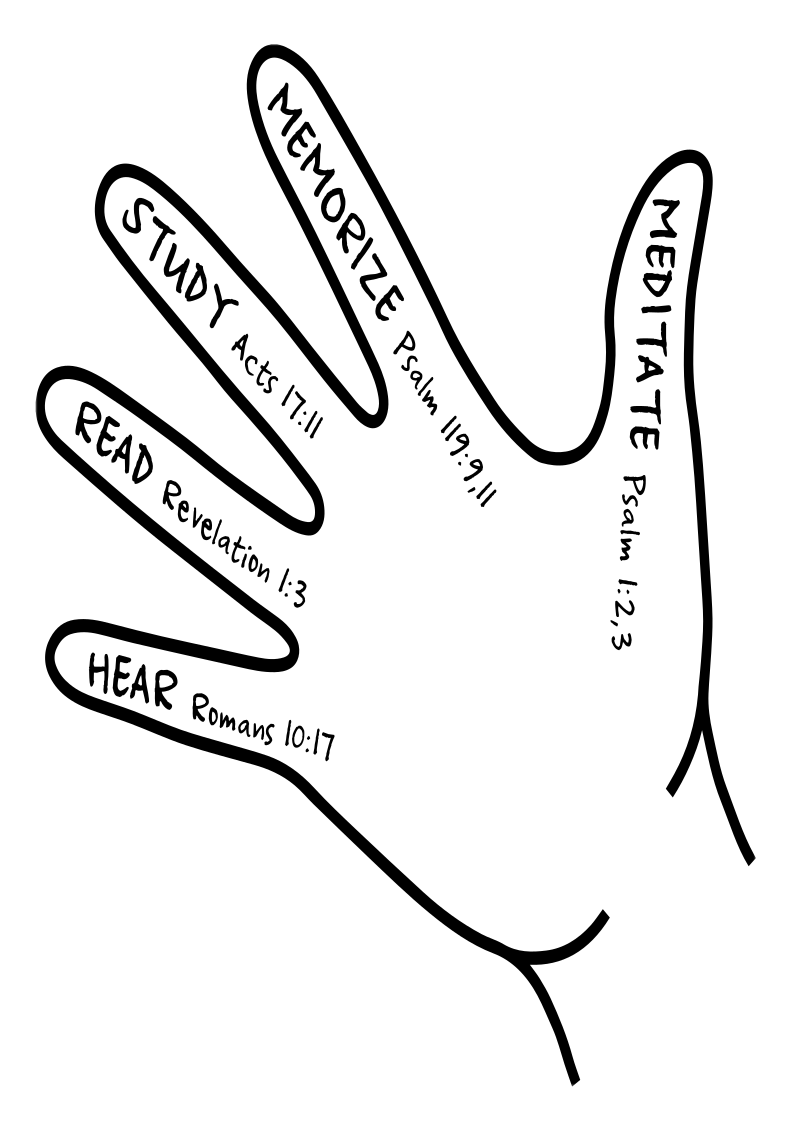 MEMORIZE Psalm 119:9,11
STUDY Acts 17:11
READ Revelation 1:3
HEAR Romans 10:17
MEDITATE Psalm 1:2,3